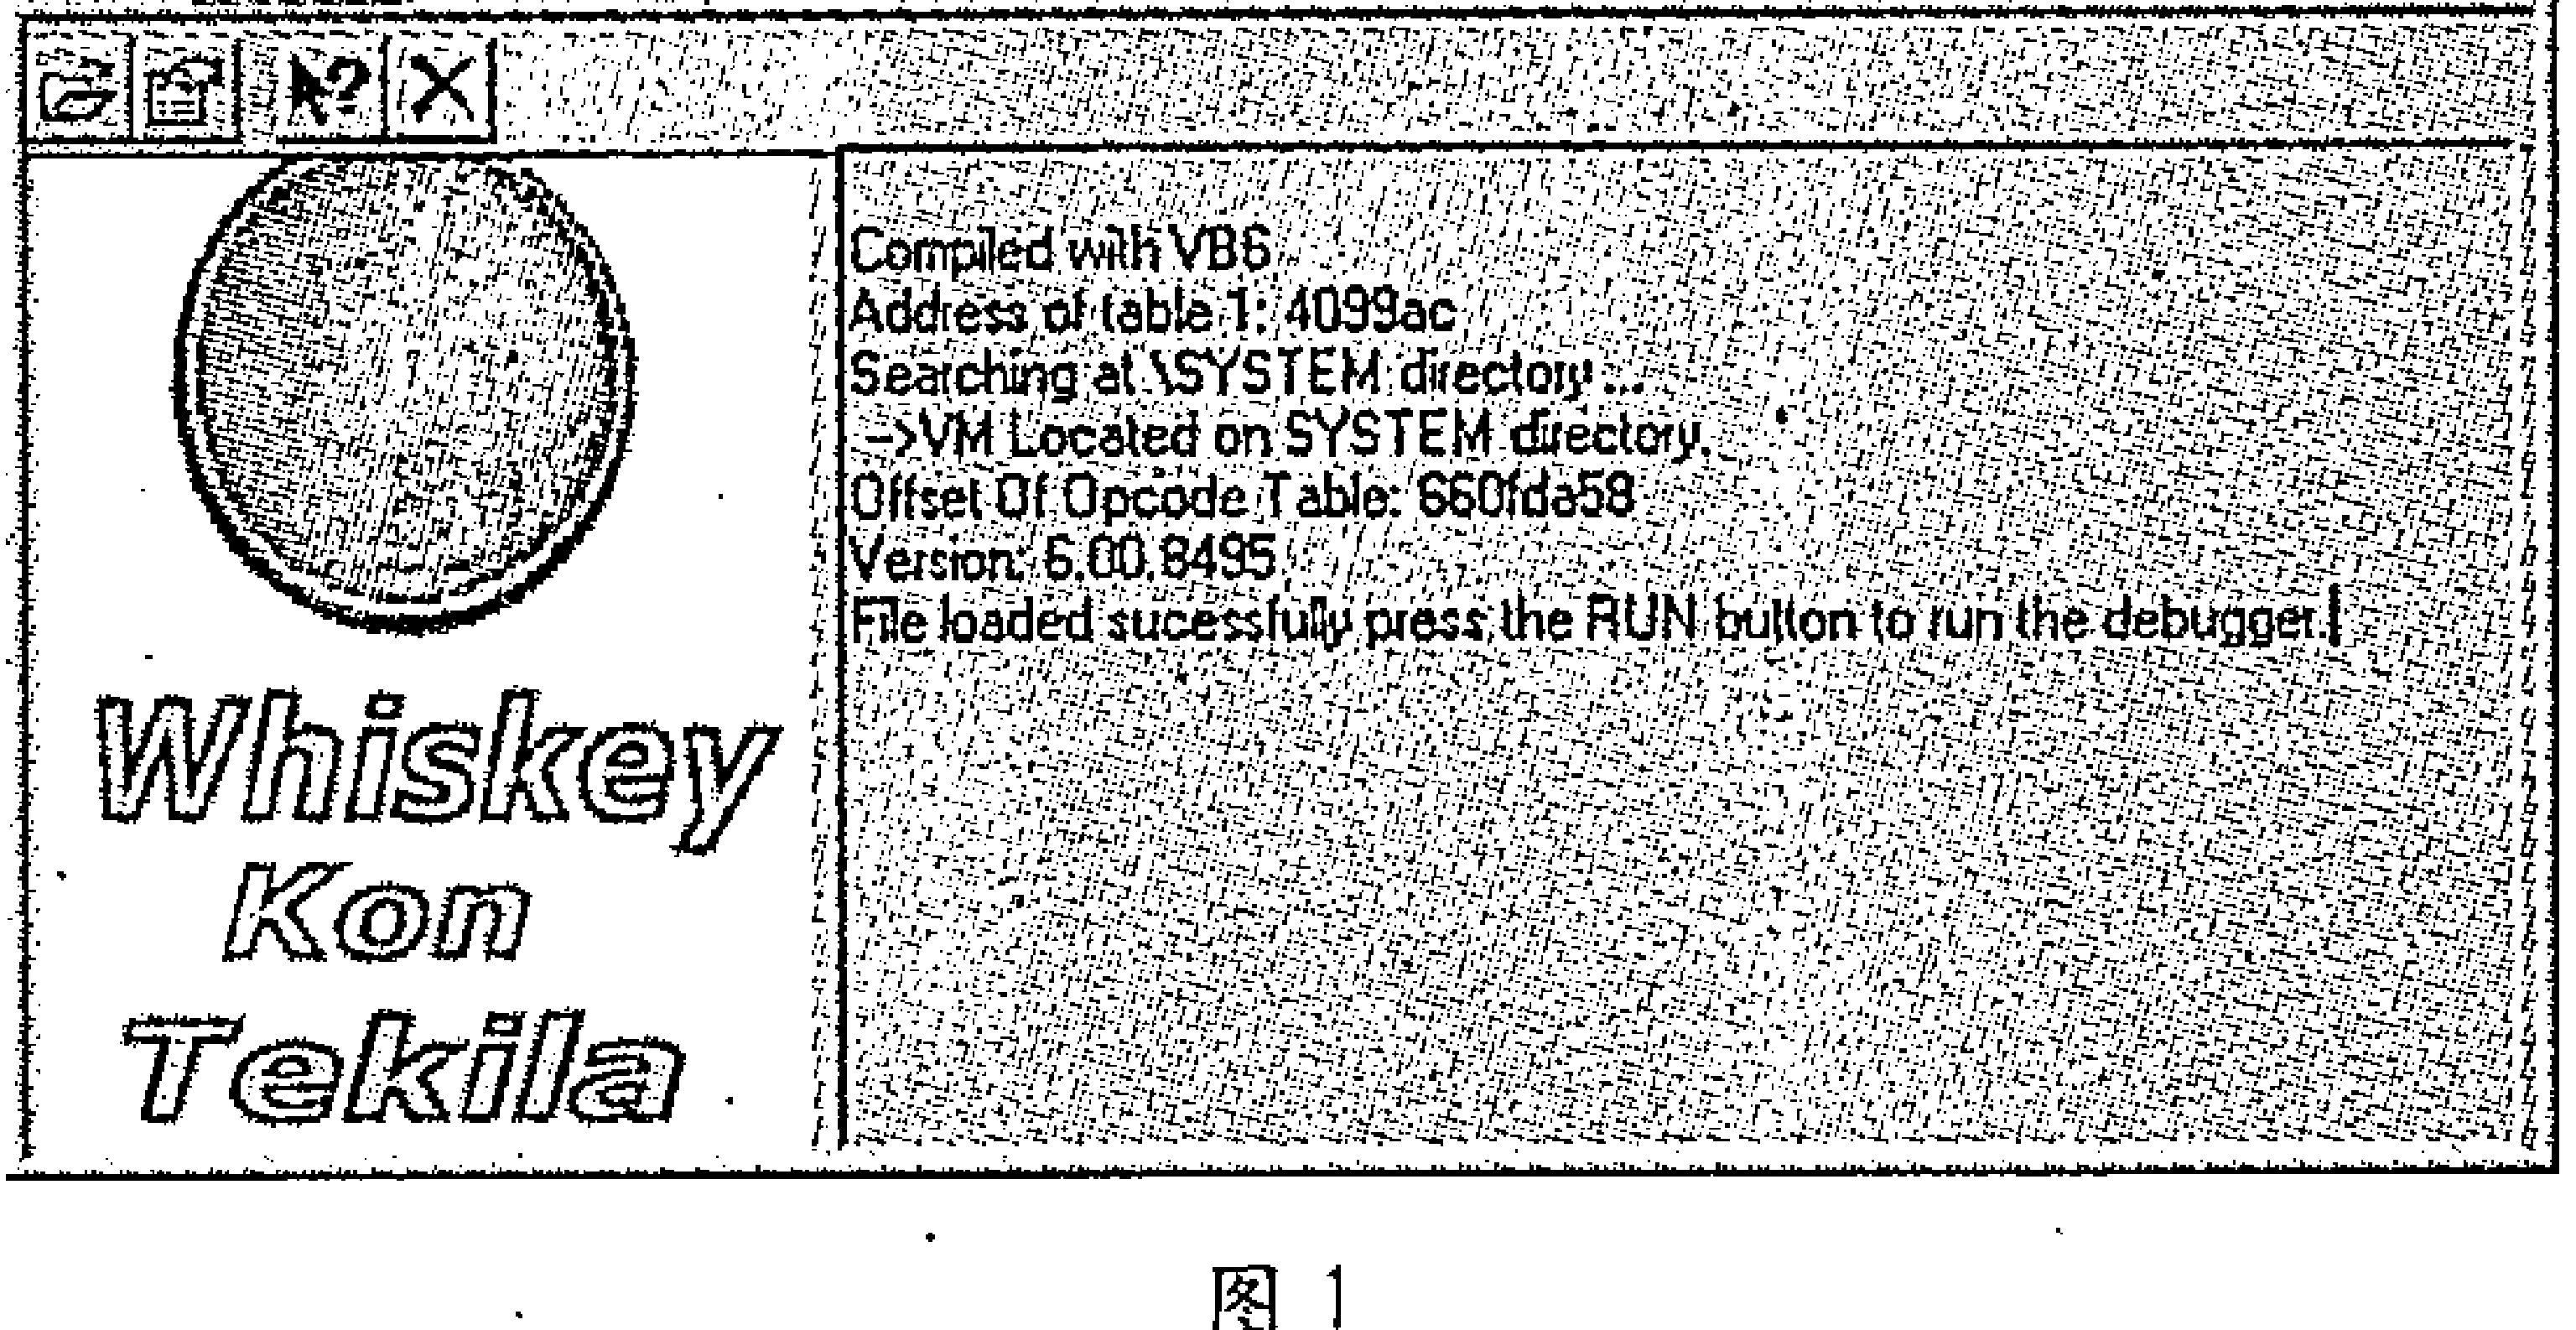 Compiled with VB6
Address of table 1: 4099ac
Searching at \SYSTEM directory ...
->VM Located on SYSTEM directory.
Offset Of Opcode Table: 660fda58
Version: 6.00.8495
File loaded sucessfully press the RUN button to run the debugger.
Whiskey
Kon
Tekila
图 1